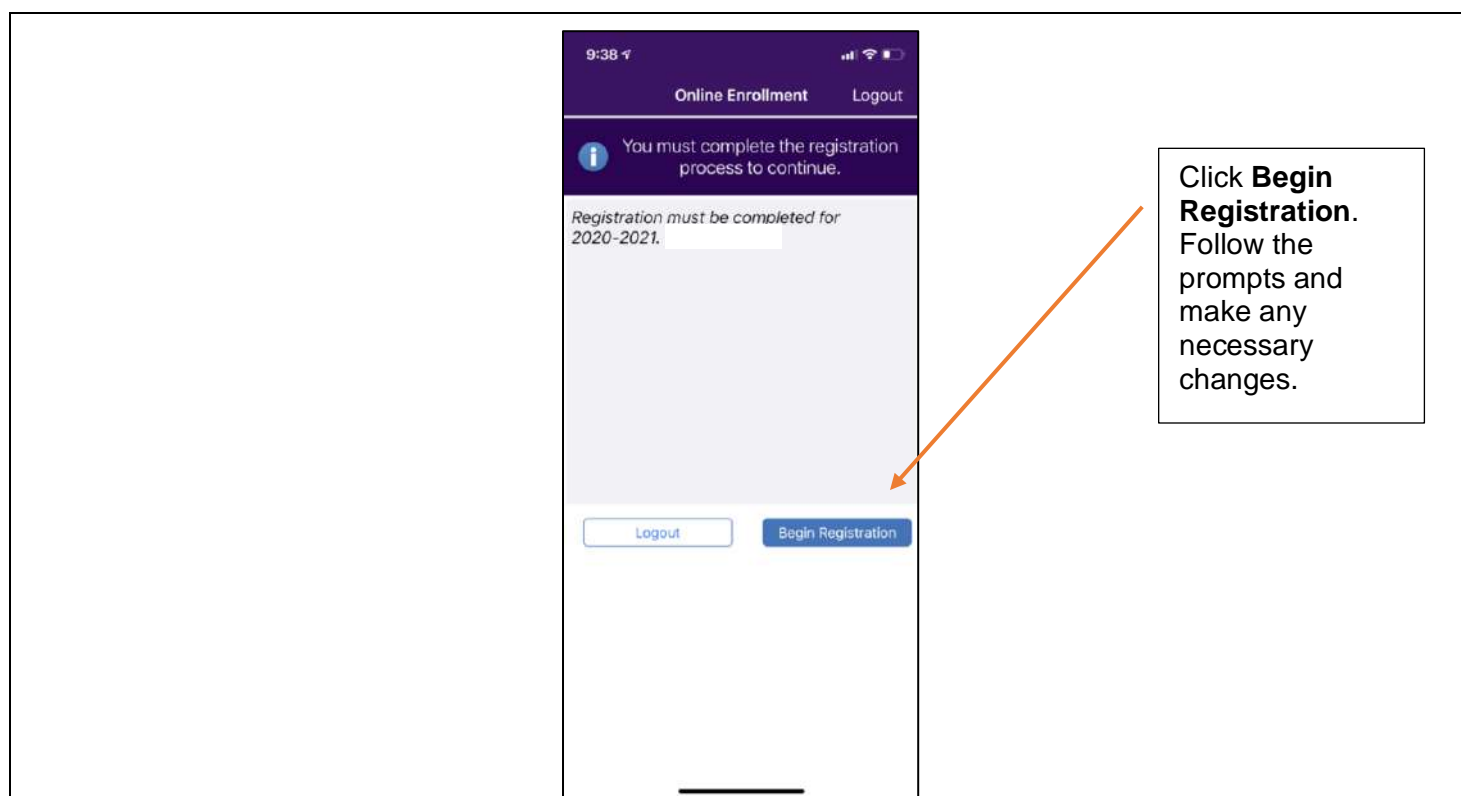 9:38
Online Enrollment Logout
You must complete the registration
process to continue.
Registration must be completed for
2020-2021.
Logout Begin Registration
Click Begin
Registration.
Follow the
prompts and
make any
necessary
changes.